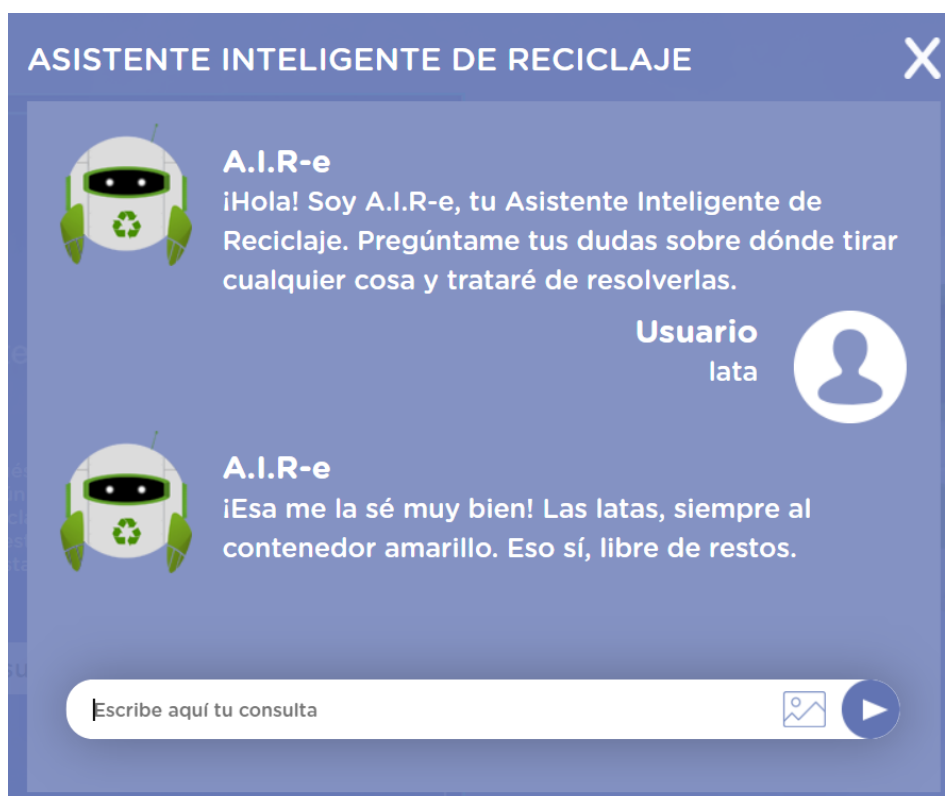 ASISTENTE INTELIGENTE DE RECICLAJE X
A.I.R-e
¡Hola! Soy A.I.R-e, tu Asistente Inteligente de
Reciclaje. Pregúntame tus dudas sobre dónde tirar
cualquier cosa y trataré de resolverlas.
Usuario
lata
A.I.R-e
¡Esa me la sé muy bien! Las latas, siempre al
contenedor amarillo. Eso sí, libre de restos.
Escribe aquí tu consulta